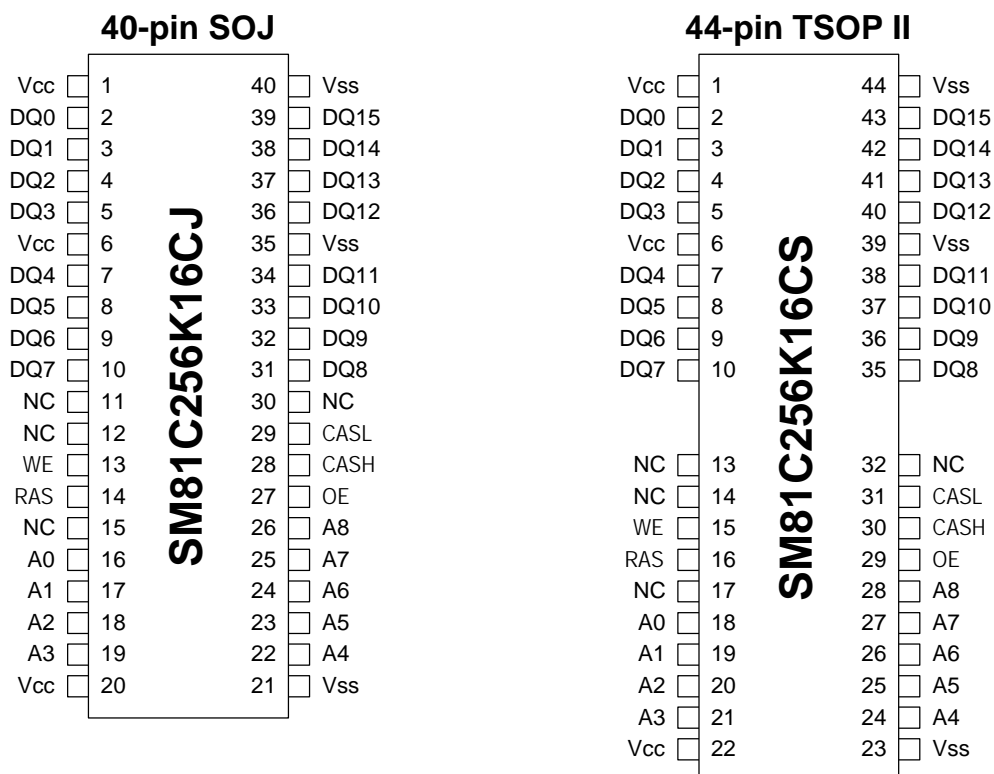 40-pin SOJ
Vcc 1 40 Vss
DQ0 2 39 DQ15
DQ1 3 38 DQ14
DQ2 4 37 DQ13
DQ3 5 36 DQ12
Vcc 6 35 Vss
DQ4 7 34 DQ11
DQ5 8 33 DQ10
DQ6 9 32 DQ9
DQ7 10 31 DQ8
NC 11 30 NC
NC 12 29 CASL
WE 13 28 CASH
RAS 14 27 OE
NC 15 26 A8
A0 16 25 A7
A1 17 24 A6
A2 18 23 A5
A3 19 22 A4
Vcc 20 21 Vss
SM81C256K16CJ
44-pin TSOP II
Vcc 1 44 Vss
DQ0 2 43 DQ15
DQ1 3 42 DQ14
DQ2 4 41 DQ13
DQ3 5 40 DQ12
Vcc 6 39 Vss
DQ4 7 38 DQ11
DQ5 8 37 DQ10
DQ6 9 36 DQ9
DQ7 10 35 DQ8
NC 13 32 NC
NC 14 31 CASL
WE 15 30 CASH
RAS 16 29 OE
NC 17 28 A8
A0 18 27 A7
A1 19 26 A6
A2 20 25 A5
A3 21 24 A4
Vcc 22 23 Vss
SM81C256K16CS